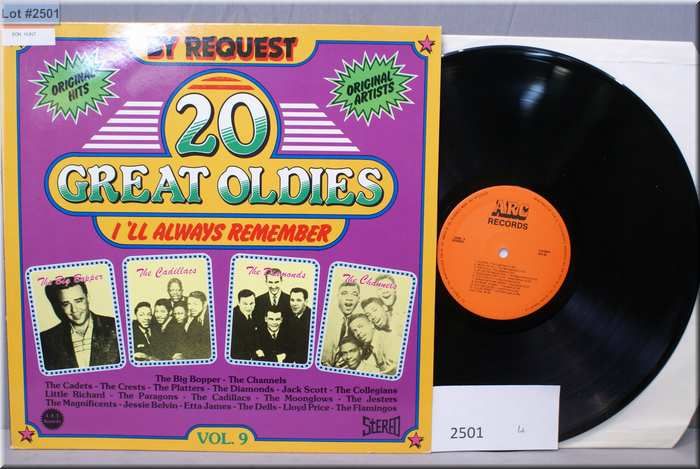 Lot #2501
BY REQUEST
ORIGINAL
HITS
ORIGINAL
ARTISTS
20
GREAT OLDIES
I'LL ALWAYS REMEMBER
The Big Bopper
The Cadillacs
The Diamonds
The Channels
The Big Bopper - The Channels
The Cadets - The Crests - The Platters - The Diamonds - Jack Scott - The Collegians
Little Richard - The Paragons - The Cadillacs - The Moonglows - The Jesters
The Magnificents - Jessie Belvin - Etta James - The Dells - Lloyd Price - The Flamingos
VOL. 9
STEREO
ARC
RECORDS
2501